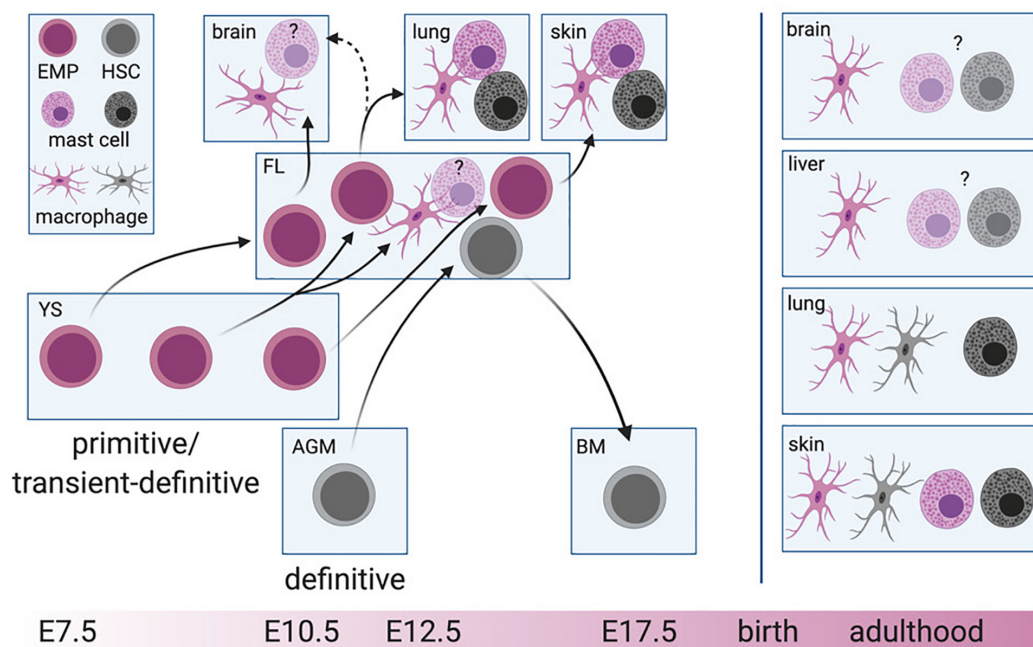 EMP HSC
mast cell
macrophage
brain
?
lung
skin
FL
?
YS
primitive/
transient-definitive
AGM
definitive
BM
brain
?
liver
?
lung
skin
E7.5 E10.5 E12.5 E17.5 birth adulthood